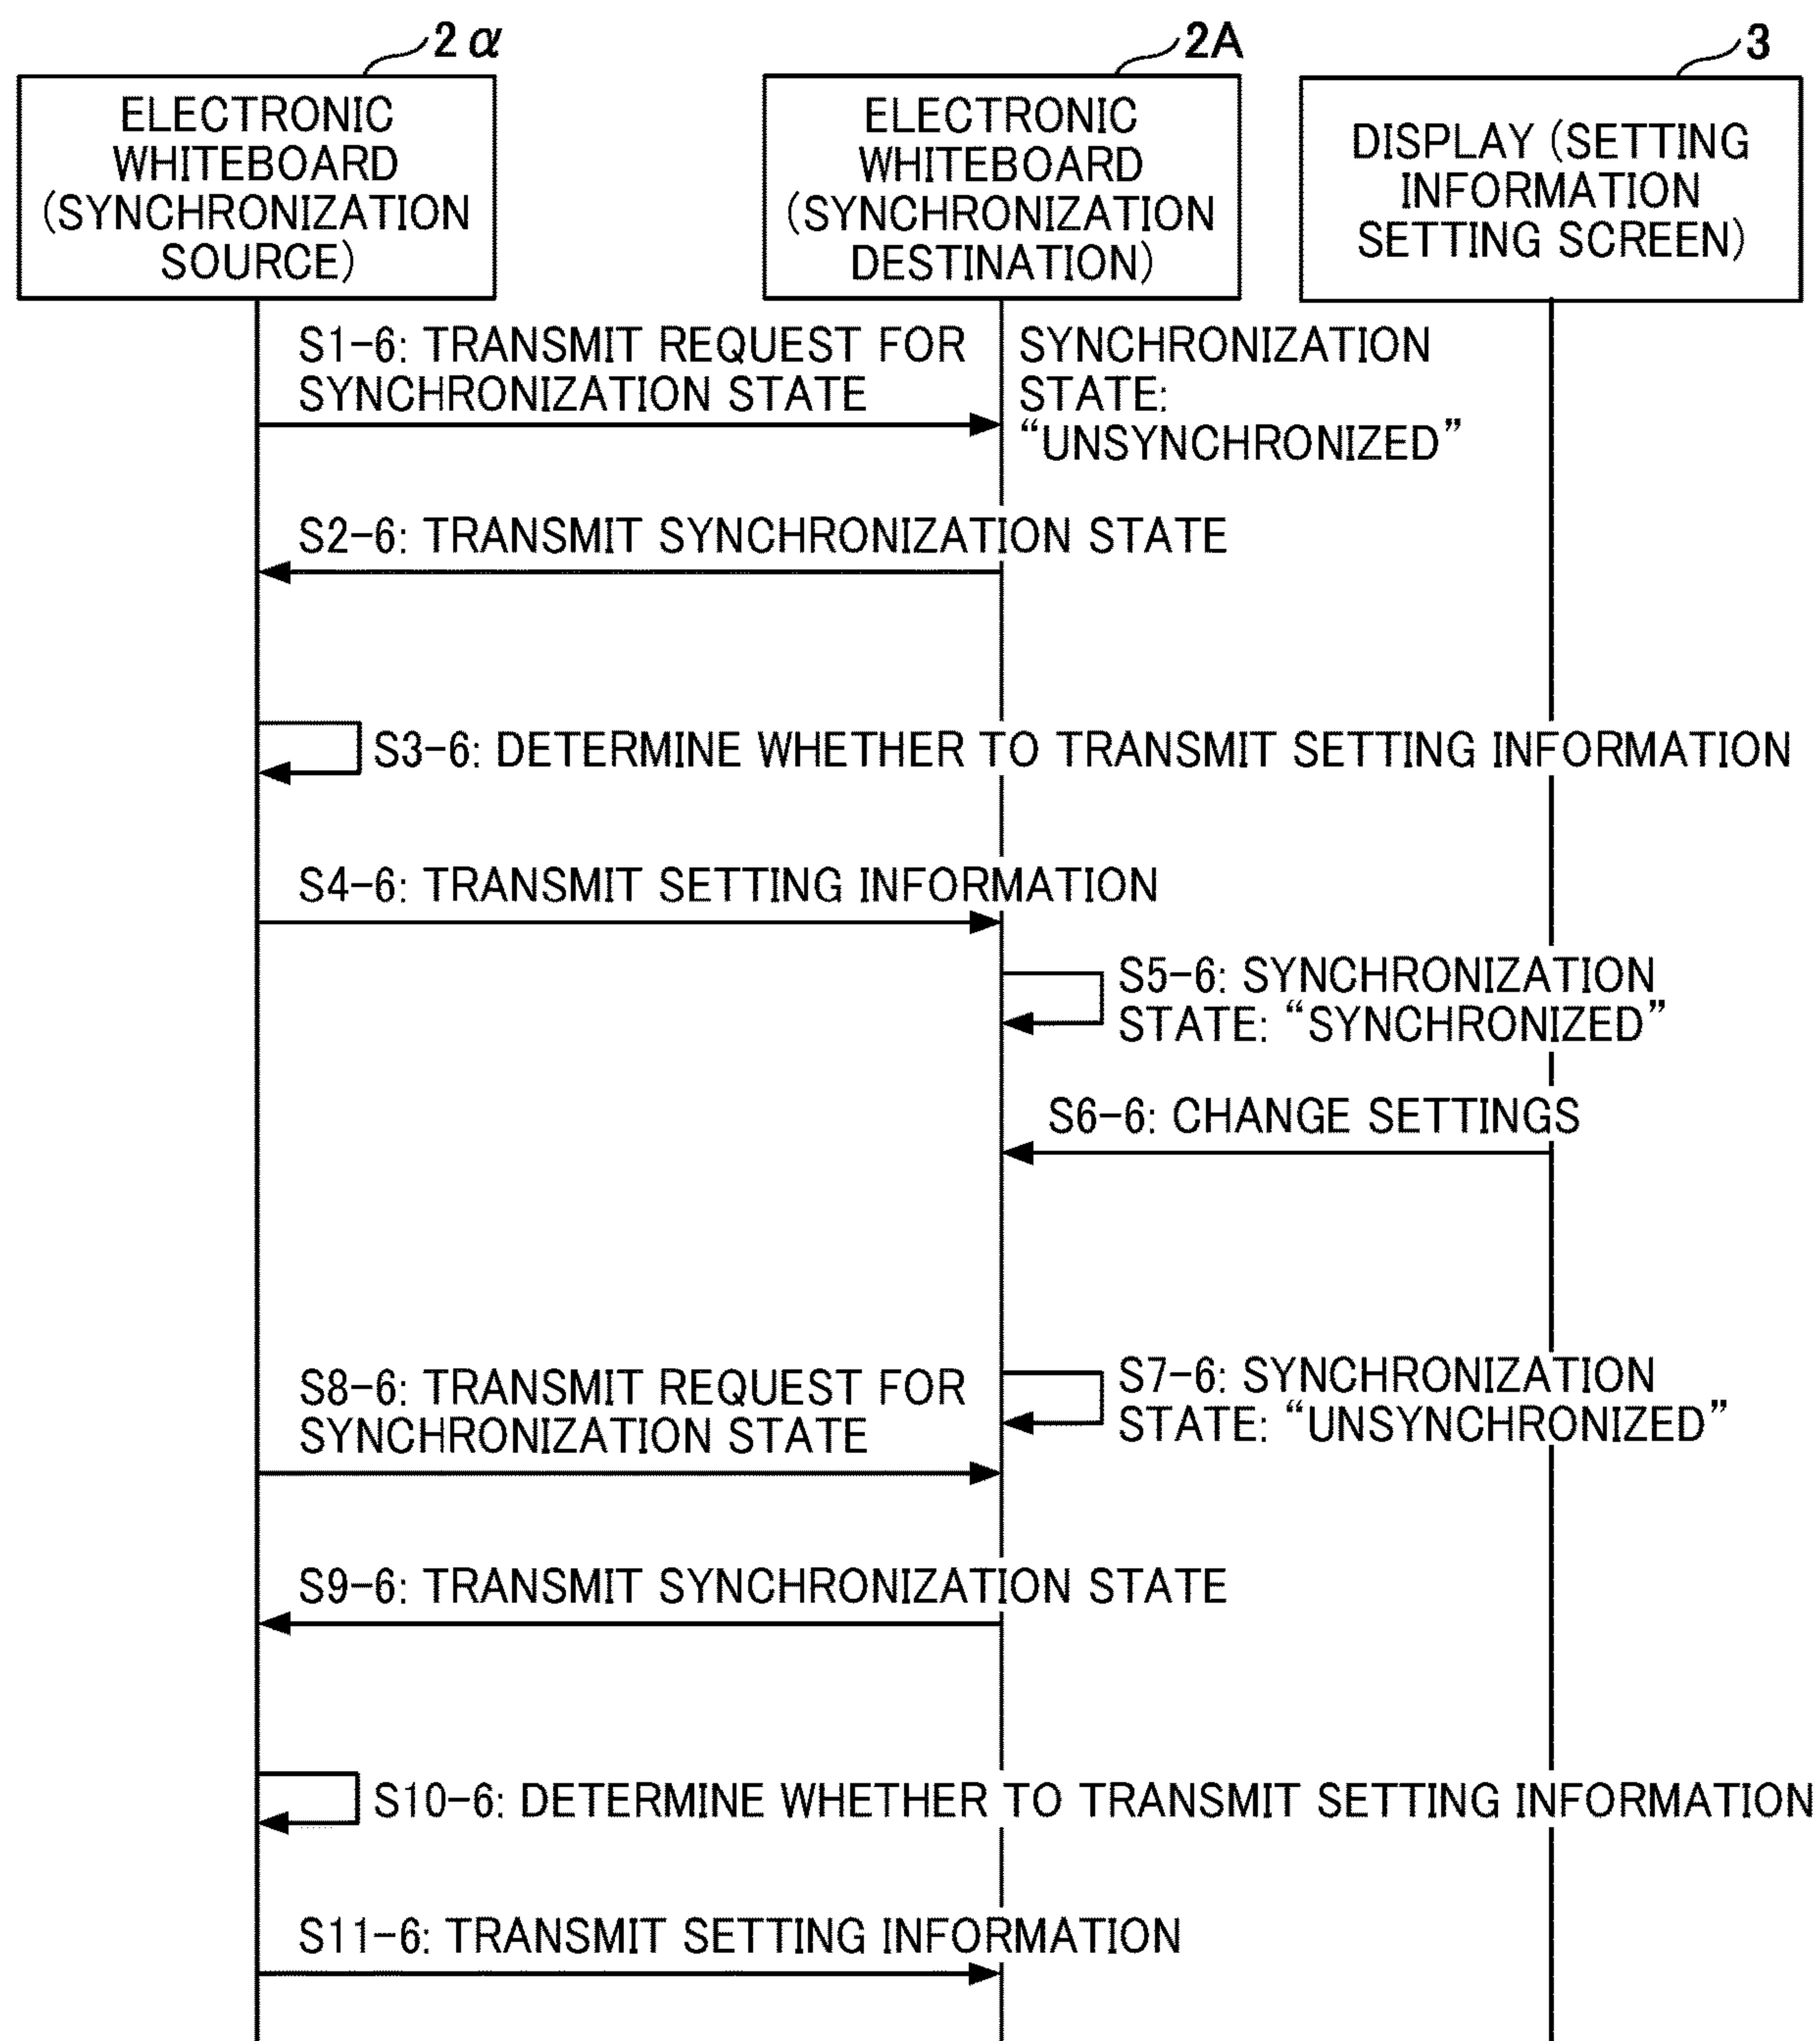 2α
2A
3
ELECTRONIC
WHITEBOARD
(SYNCHRONIZATION
SOURCE)
ELECTRONIC
WHITEBOARD
(SYNCHRONIZATION
DESTINATION)
DISPLAY (SETTING
INFORMATION
SETTING SCREEN)
S1-6: TRANSMIT REQUEST FOR
SYNCHRONIZATION STATE
SYNCHRONIZATION
STATE:
“UNSYNCHRONIZED”
S2-6: TRANSMIT SYNCHRONIZATION STATE
S3-6: DETERMINE WHETHER TO TRANSMIT SETTING INFORMATION
S4-6: TRANSMIT SETTING INFORMATION
S5-6: SYNCHRONIZATION
STATE: “SYNCHRONIZED”
S6-6: CHANGE SETTINGS
S7-6: SYNCHRONIZATION
STATE: “UNSYNCHRONIZED”
S8-6: TRANSMIT REQUEST FOR
SYNCHRONIZATION STATE
S9-6: TRANSMIT SYNCHRONIZATION STATE
S10-6: DETERMINE WHETHER TO TRANSMIT SETTING INFORMATION
S11-6: TRANSMIT SETTING INFORMATION